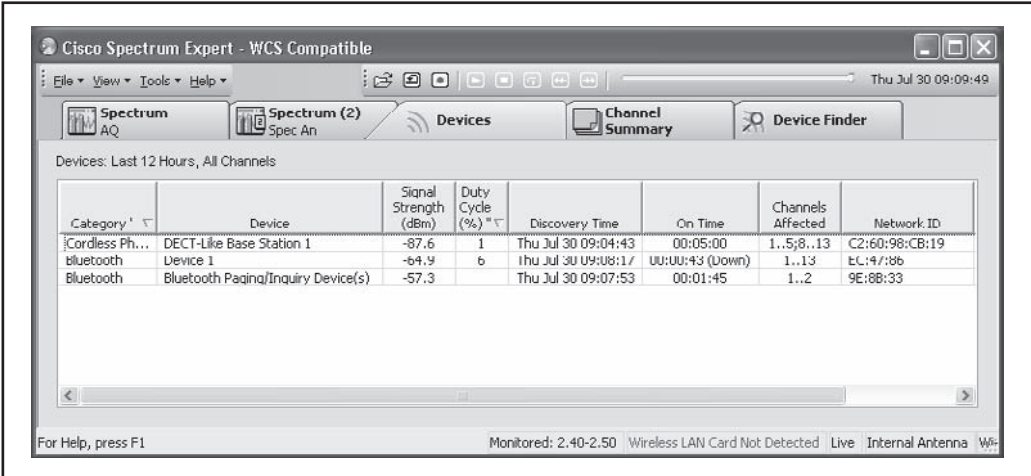 Cisco Spectrum Expert - WCS Compatible
File View Tools Help Thu Jul 30 09:09:49
Spectrum AQ
Spectrum (2) Spec An
Devices
Channel Summary
Device Finder
Devices: Last 12 Hours, All Channels
Category Device Signal Strength (dBm) Duty Cycle (%) Discovery Time On Time Channels Affected Network ID
Cordless Ph... DECT-Like Base Station 1 -87.6 1 Thu Jul 30 09:04:43 00:05:00 1..5;8..13 C2:60:98:CB:19
Bluetooth Device 1 -64.9 6 Thu Jul 30 09:08:17 00:00:43 (Down) 1..13 EC:47:86
Bluetooth Bluetooth Paging/Inquiry Device(s) -57.3 Thu Jul 30 09:07:53 00:01:45 1..2 9E:8B:33
For Help, press F1 Monitored: 2.40-2.50 Wireless LAN Card Not Detected Live Internal Antenna